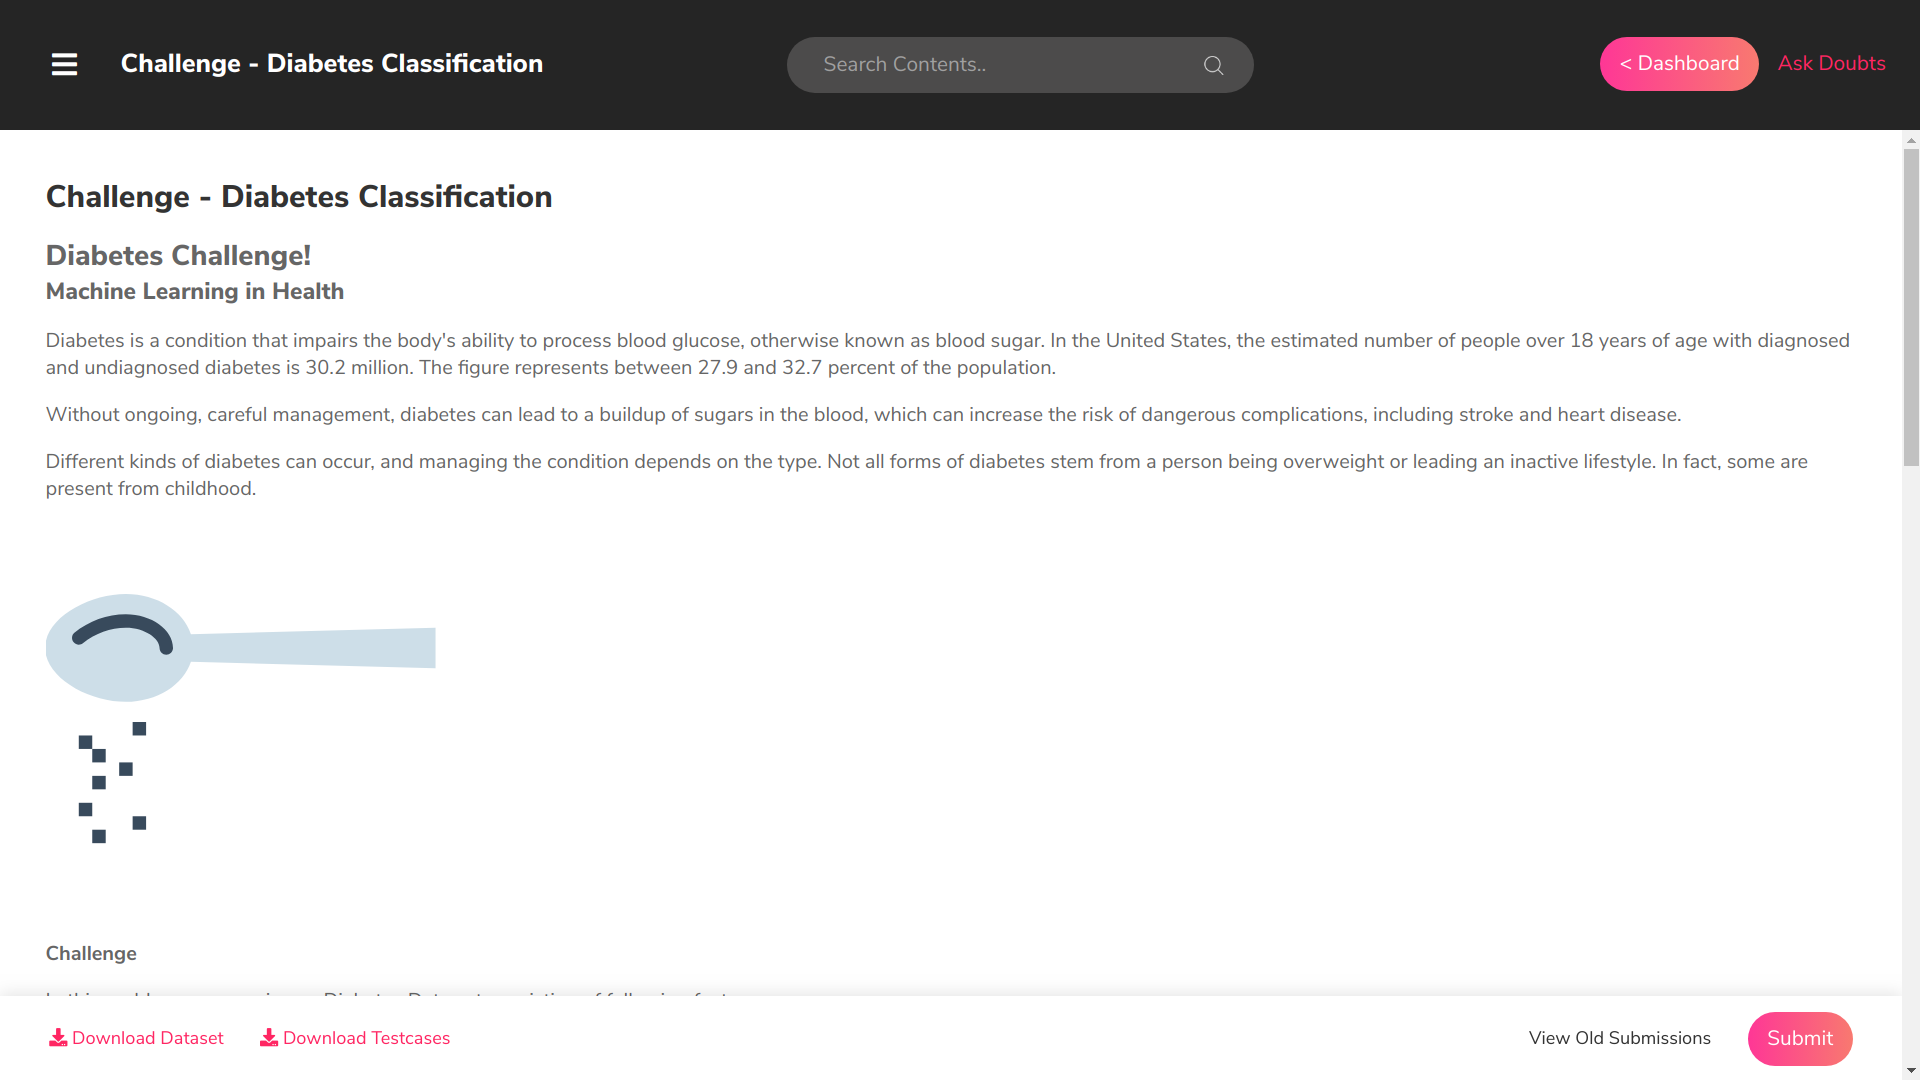 Challenge - Diabetes Classification
Search Contents..
< Dashboard
Ask Doubts
Challenge - Diabetes Classification
Diabetes Challenge!
Machine Learning in Health
Diabetes is a condition that impairs the body's ability to process blood glucose, otherwise known as blood sugar. In the United States, the estimated number of people over 18 years of age with diagnosed
and undiagnosed diabetes is 30.2 million. The figure represents between 27.9 and 32.7 percent of the population.
Without ongoing, careful management, diabetes can lead to a buildup of sugars in the blood, which can increase the risk of dangerous complications, including stroke and heart disease.
Different kinds of diabetes can occur, and managing the condition depends on the type. Not all forms of diabetes stem from a person being overweight or leading an inactive lifestyle. In fact, some are
present from childhood.
Challenge
Download Dataset
Download Testcases
View Old Submissions
Submit